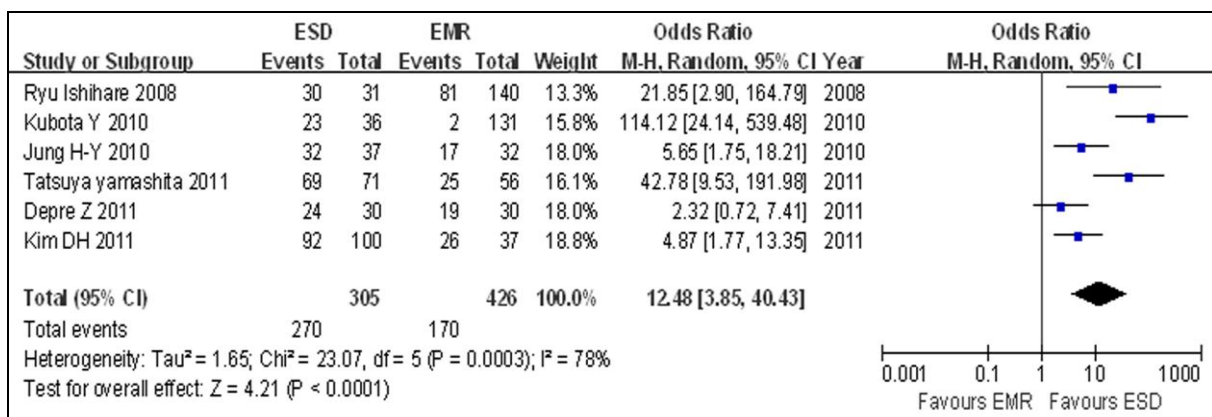 ESD EMR Odds Ratio Odds Ratio
Study or Subgroup Events Total Events Total Weight M-H, Random, 95% CI Year M-H, Random, 95% CI
Ryu Ishihare 2008 30 31 81 140 13.3% 21.85 [2.90, 164.79] 2008
Kubota Y 2010 23 36 2 131 15.8% 114.12 [24.14, 539.48] 2010
Jung H-Y 2010 32 37 17 32 18.0% 5.65 [1.75, 18.21] 2010
Tatsuya yamashita 2011 69 71 25 56 16.1% 42.78 [9.53, 191.98] 2011
Depre Z 2011 24 30 19 30 18.0% 2.32 [0.72, 7.41] 2011
Kim DH 2011 92 100 26 37 18.8% 4.87 [1.77, 13.35] 2011
Total (95% CI) 305 426 100.0% 12.48 [3.85, 40.43]
Total events 270 170
Heterogeneity: Tau² = 1.65; Chi² = 23.07, df = 5 (P = 0.0003); I² = 78%
Test for overall effect: Z = 4.21 (P < 0.0001)
0.001 0.1 1 10 1000
Favours EMR Favours ESD